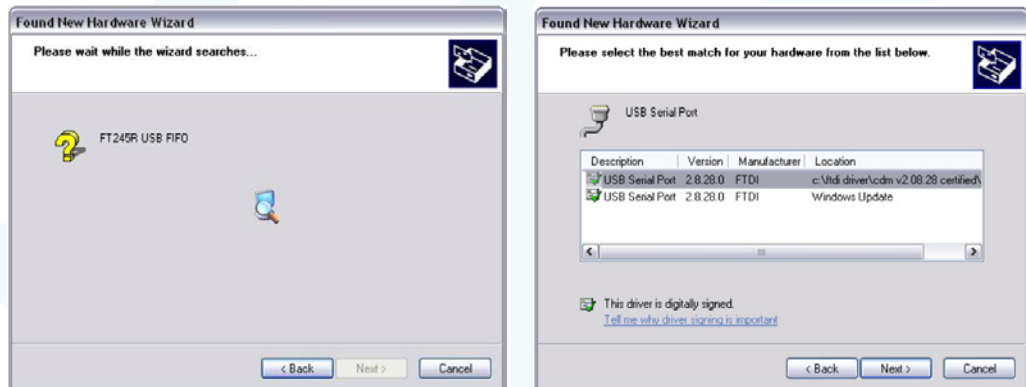 Found New Hardware Wizard
Please wait while the wizard searches...
FT245R USB FIFO
< Back Next > Cancel
Found New Hardware Wizard
Please select the best match for your hardware from the list below.
USB Serial Port
Description Version Manufacturer Location
USB Serial Port 2.8.28.0 FTDI c:\ftdi driver\cdm v2.08.28 certified\
USB Serial Port 2.8.28.0 FTDI Windows Update
This driver is digitally signed.
Tell me why driver signing is important
< Back Next > Cancel